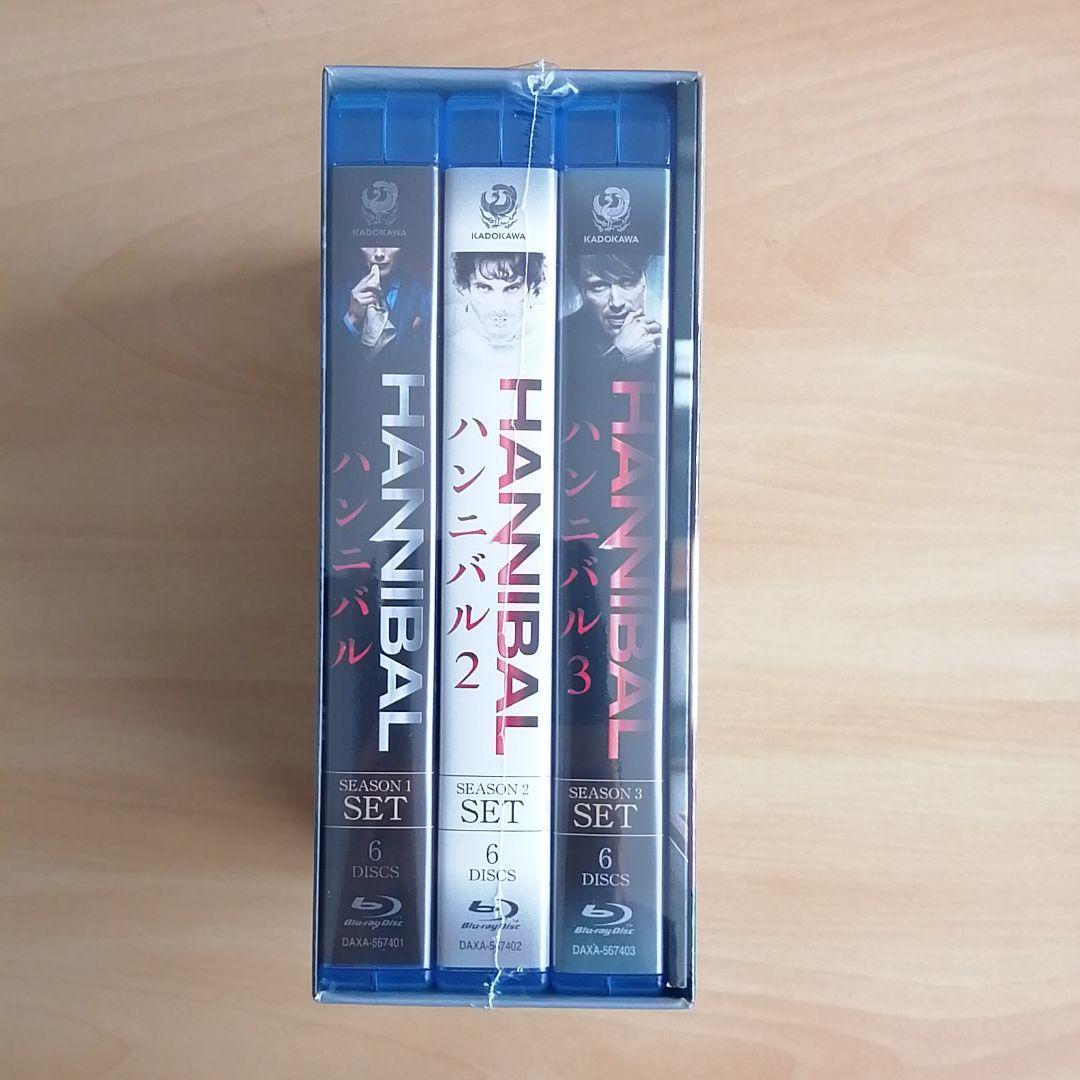 KADOKAWA
HANNIBAL
ハンニバル
SEASON 1
SET
6
DISCS
Blu-ray Disc
DAXA-567401
KADOKAWA
HANNIBAL
ハンニバル2
SEASON 2
SET
6
DISCS
Blu-ray Disc
DAXA-567402
KADOKAWA
HANNIBAL
ハンニバル3
SEASON 3
SET
6
DISCS
Blu-ray Disc
DAXA-567403